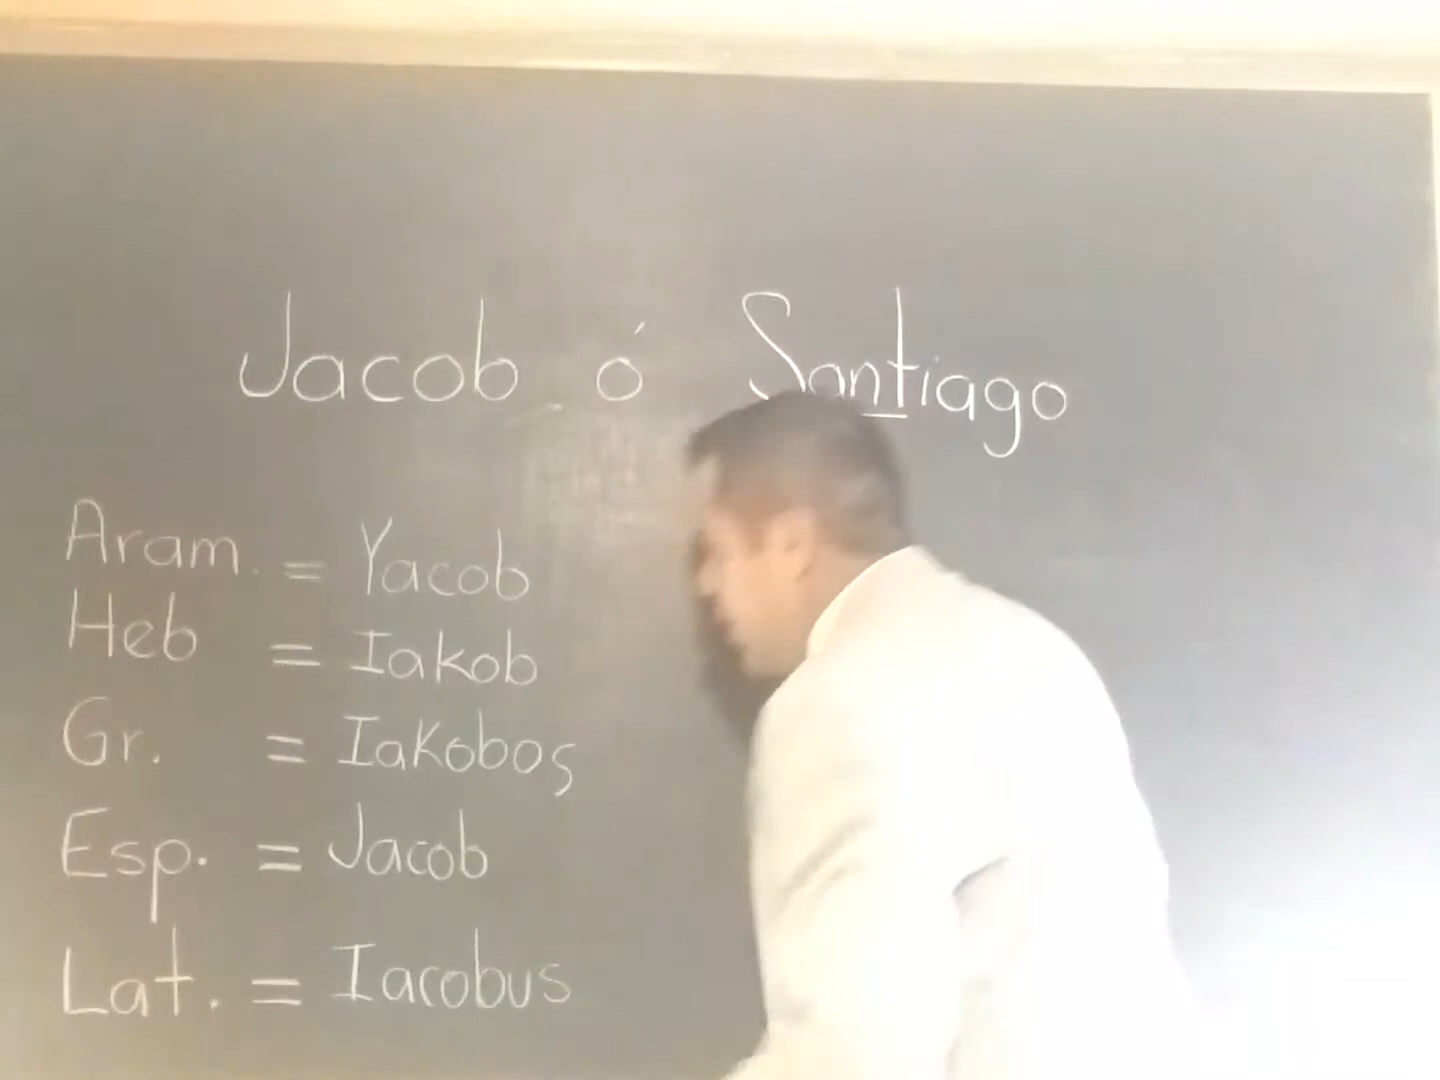 Jacob ó Santiago
Aram. = Yacob
Heb = Iakob
Gr. = Iakobos
Esp. = Jacob
Lat. = Iacobus